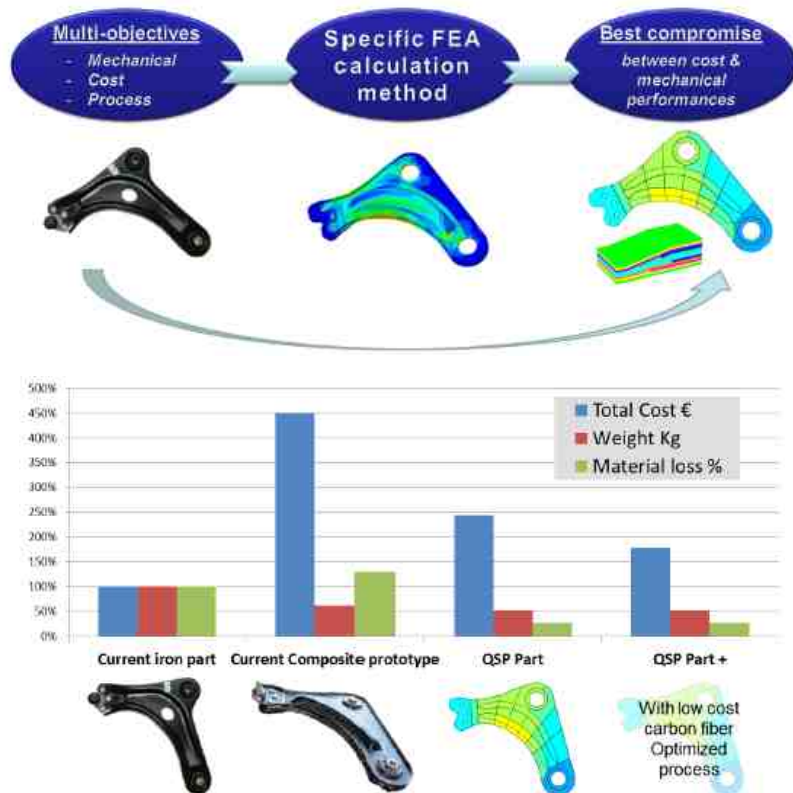 Multi-objectives
- Mechanical
- Cost
- Process
Specific FEA
calculation
method
Best compromise
between cost &
mechanical
performances
500%
450%
400%
350%
300%
250%
200%
150%
100%
50%
0%
Total Cost €
Weight Kg
Material loss %
Current iron part
Current Composite prototype
QSP Part
QSP Part +
With low cost
carbon fiber
Optimized
process